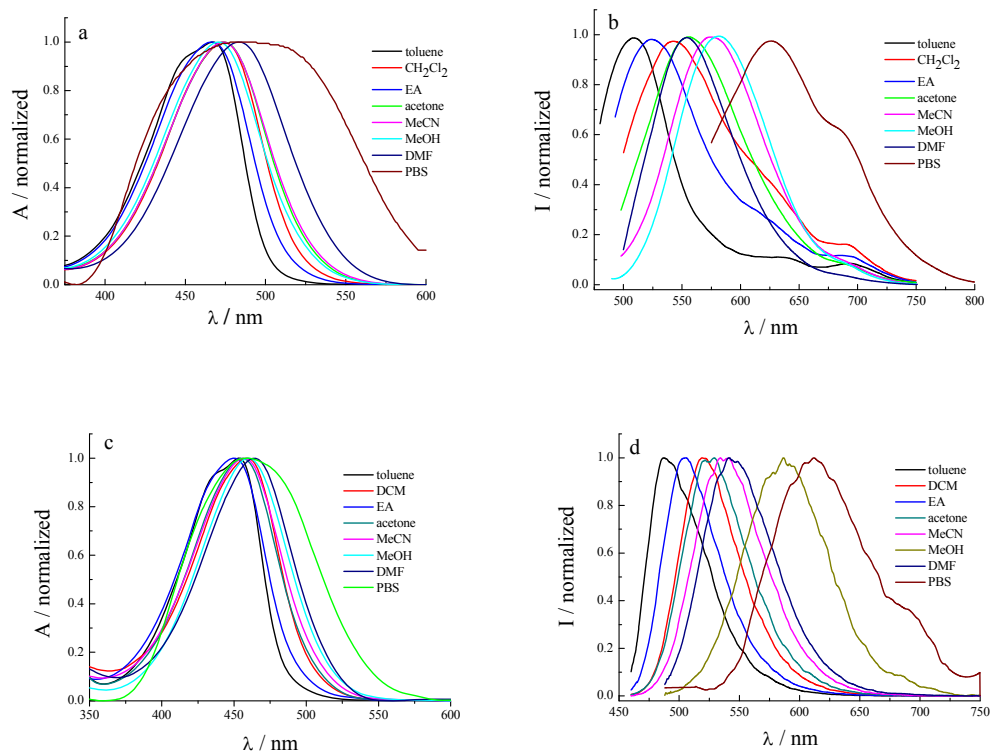 a
A / normalized
1.0
0.8
0.6
0.4
0.2
0.0
400
450
500
550
600
λ / nm
toluene
CH₂Cl₂
EA
acetone
MeCN
MeOH
DMF
PBS
b
I / normalized
1.0
0.8
0.6
0.4
0.2
0.0
500
550
600
650
700
750
800
λ / nm
toluene
CH₂Cl₂
EA
acetone
MeCN
MeOH
DMF
PBS
c
A / normalized
1.0
0.8
0.6
0.4
0.2
0.0
350
400
450
500
550
600
λ / nm
toluene
DCM
EA
acetone
MeCN
MeOH
DMF
PBS
d
I / normalized
1.0
0.8
0.6
0.4
0.2
0.0
450
500
550
600
650
700
750
λ / nm
toluene
DCM
EA
acetone
MeCN
MeOH
DMF
PBS